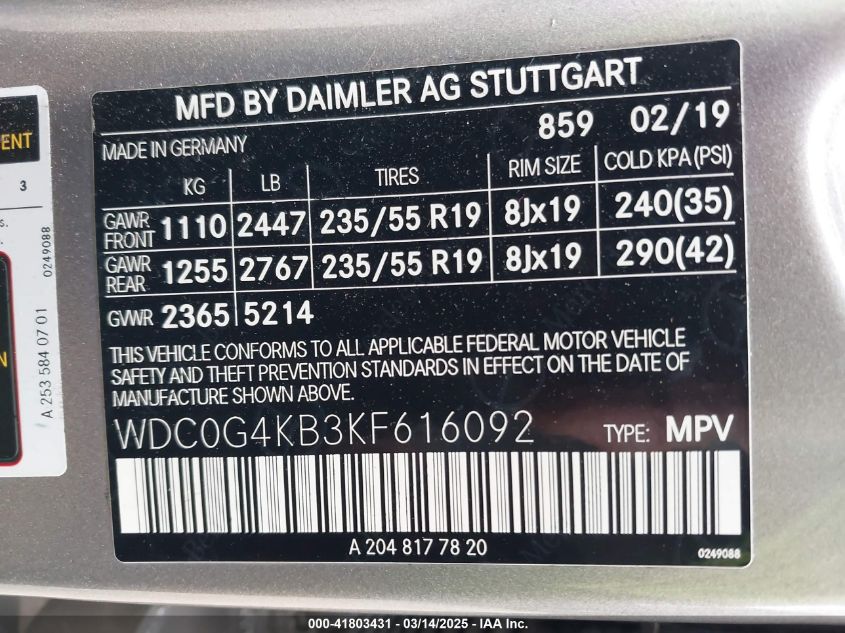 ENT
3
s.
s.
0249088
A 253 584 07 01
N
MFD BY DAIMLER AG STUTTGART
859 02/19
MADE IN GERMANY
KG LB TIRES RIM SIZE COLD KPA (PSI)
GAWR FRONT 1110 2447 235/55 R19 8Jx19 240(35)
GAWR REAR 1255 2767 235/55 R19 8Jx19 290(42)
GVWR 2365 5214
THIS VEHICLE CONFORMS TO ALL APPLICABLE FEDERAL MOTOR VEHICLE
SAFETY AND THEFT PREVENTION STANDARDS IN EFFECT ON THE DATE OF
MANUFACTURE SHOWN ABOVE.
WDC0G4KB3KF616092 TYPE: MPV
A 204 817 78 20 0249088
000-41803431 - 03/14/2025 - IAA Inc.